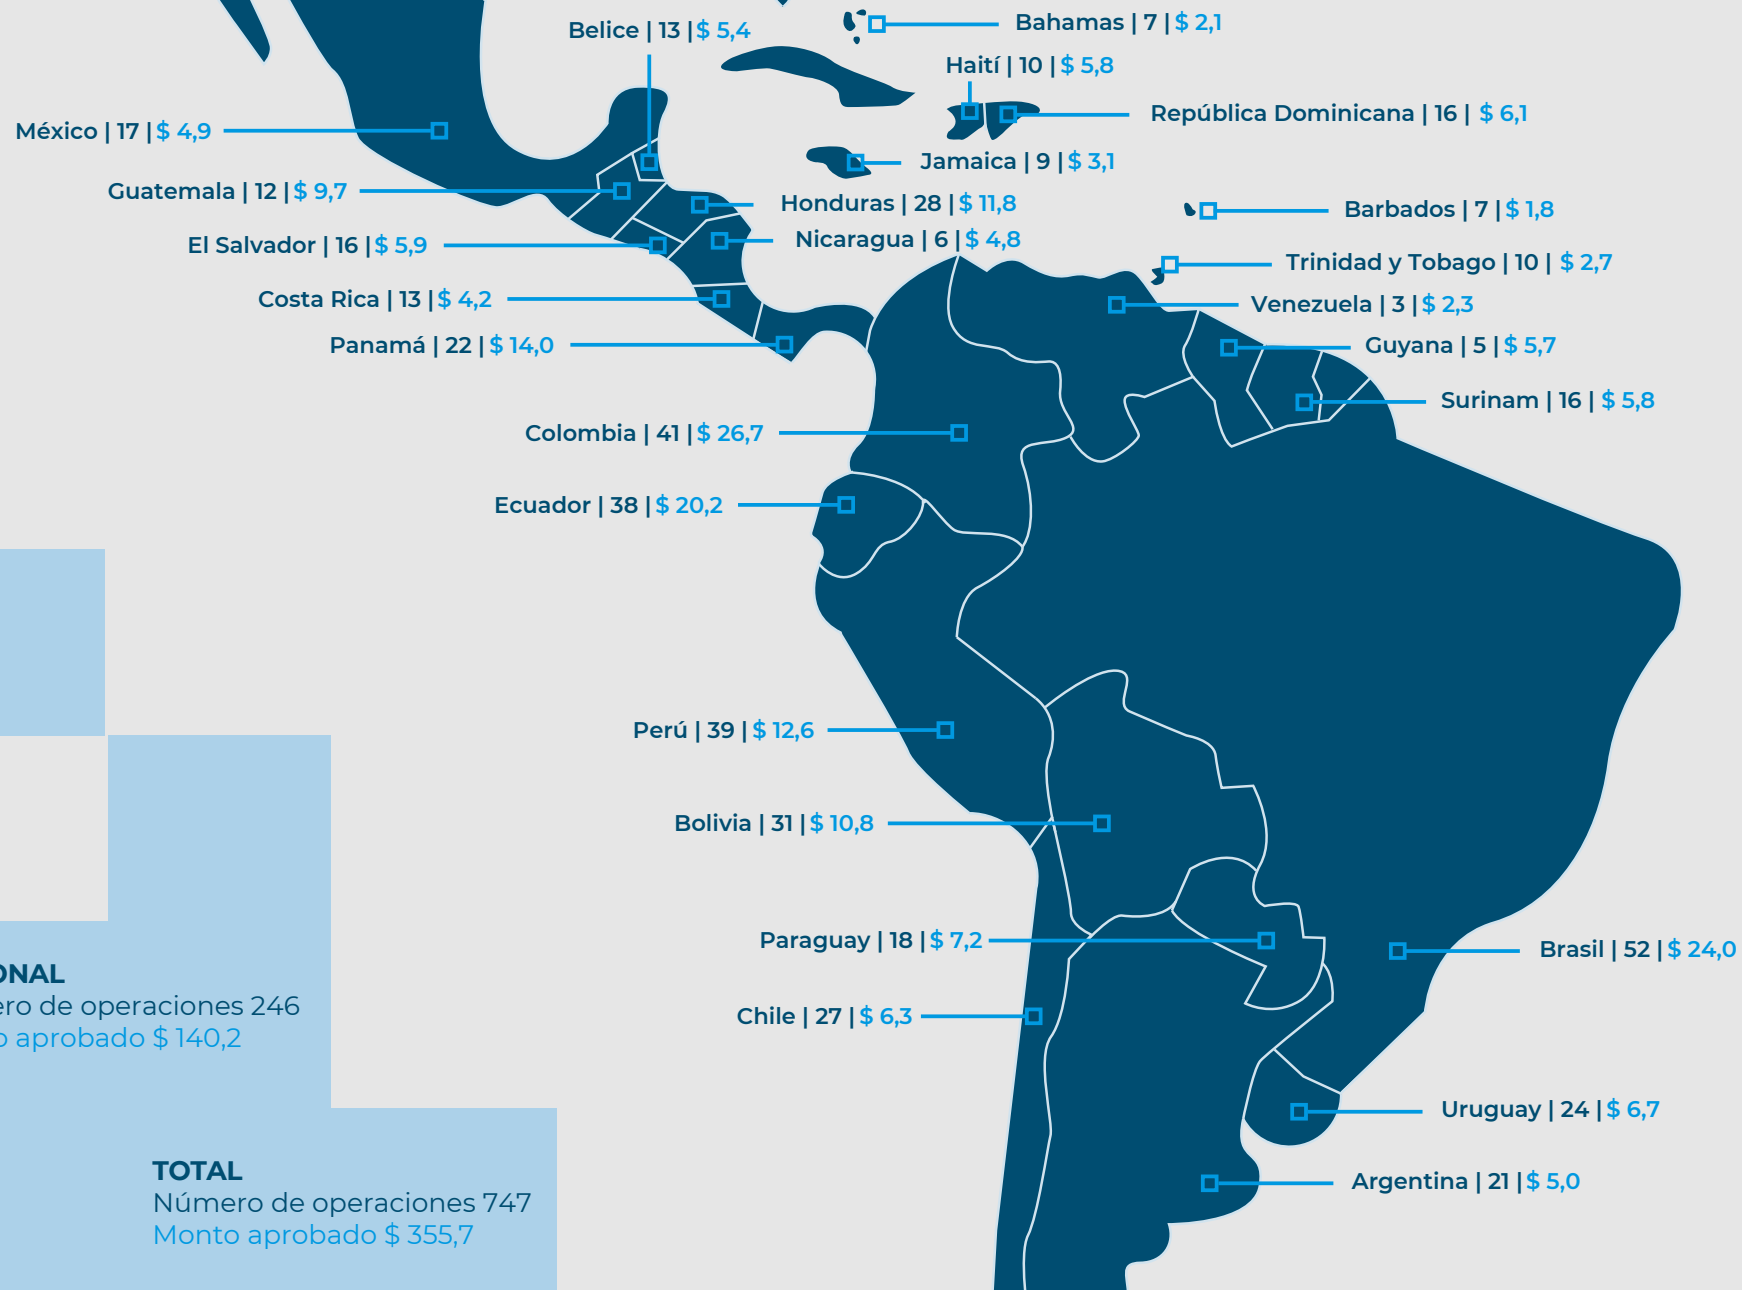 Belice | 13 | $ 5,4
Bahamas | 7 | $ 2,1
Haití | 10 | $ 5,8
República Dominicana | 16 | $ 6,1
México | 17 | $ 4,9
Jamaica | 9 | $ 3,1
Guatemala | 12 | $ 9,7
Honduras | 28 | $ 11,8
Barbados | 7 | $ 1,8
El Salvador | 16 | $ 5,9
Nicaragua | 6 | $ 4,8
Trinidad y Tobago | 10 | $ 2,7
Costa Rica | 13 | $ 4,2
Venezuela | 3 | $ 2,3
Panamá | 22 | $ 14,0
Guyana | 5 | $ 5,7
Surinam | 16 | $ 5,8
Colombia | 41 | $ 26,7
Ecuador | 38 | $ 20,2
Perú | 39 | $ 12,6
Bolivia | 31 | $ 10,8
Paraguay | 18 | $ 7,2
Brasil | 52 | $ 24,0
Chile | 27 | $ 6,3
Uruguay | 24 | $ 6,7
Argentina | 21 | $ 5,0
ONAL
ero de operaciones 246
o aprobado $ 140,2
TOTAL
Número de operaciones 747
Monto aprobado $ 355,7